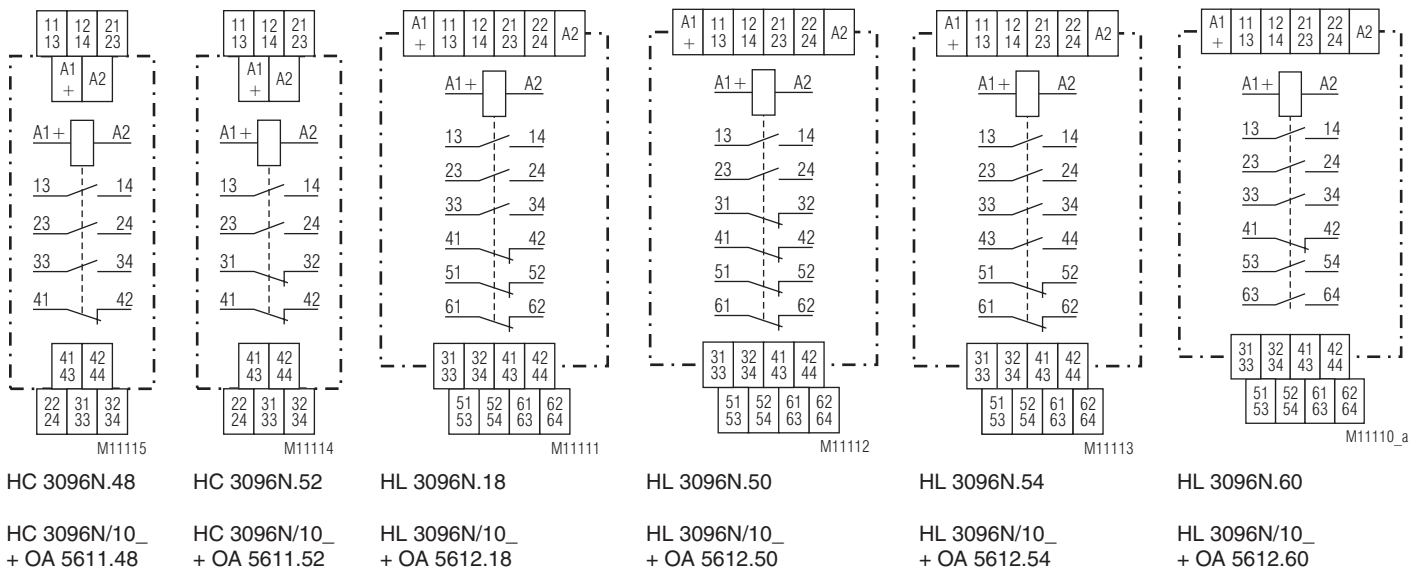 11 12 21
13 14 23
A1 A2
+
A1+ A2
13 14
23 24
33 34
41 42
41 42
43 44
22 31 32
24 33 34
M11115
HC 3096N.48
HC 3096N/10_
+ OA 5611.48
11 12 21
13 14 23
A1 A2
+
A1+ A2
13 14
23 24
31 32
41 42
41 42
43 44
22 31 32
24 33 34
M11114
HC 3096N.52
HC 3096N/10_
+ OA 5611.52
A1 11 12 21 22 A2
+ 13 14 23 24
A1+ A2
13 14
23 24
33 34
41 42
51 52
61 62
31 32 41 42
33 34 43 44
51 52 61 62
53 54 63 64
M11111
HL 3096N.18
HL 3096N/10_
+ OA 5612.18
A1 11 12 21 22 A2
+ 13 14 23 24
A1+ A2
13 14
23 24
31 32
41 42
51 52
61 62
31 32 41 42
33 34 43 44
51 52 61 62
53 54 63 64
M11112
HL 3096N.50
HL 3096N/10_
+ OA 5612.50
A1 11 12 21 22 A2
+ 13 14 23 24
A1+ A2
13 14
23 24
33 34
43 44
51 52
61 62
31 32 41 42
33 34 43 44
51 52 61 62
53 54 63 64
M11113
HL 3096N.54
HL 3096N/10_
+ OA 5612.54
A1 11 12 21 22 A2
+ 13 14 23 24
A1+ A2
13 14
23 24
33 34
41 42
53 54
63 64
31 32 41 42
33 34 43 44
51 52 61 62
53 54 63 64
M11110_a
HL 3096N.60
HL 3096N/10_
+ OA 5612.60